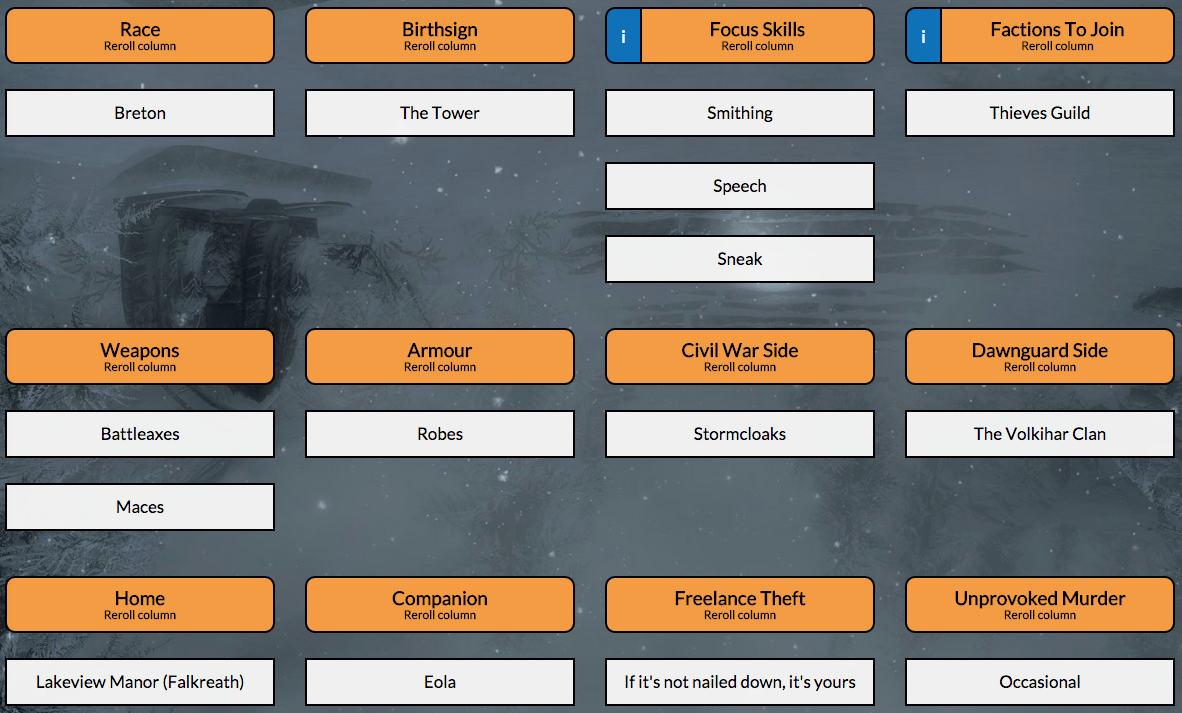 Race
Reroll column
Birthsign
Reroll column
i
Focus Skills
Reroll column
i
Factions To Join
Reroll column
Breton
The Tower
Smithing
Thieves Guild
Speech
Sneak
Weapons
Reroll column
Armour
Reroll column
Civil War Side
Reroll column
Dawnguard Side
Reroll column
Battleaxes
Robes
Stormcloaks
The Volkihar Clan
Maces
Home
Reroll column
Companion
Reroll column
Freelance Theft
Reroll column
Unprovoked Murder
Reroll column
Lakeview Manor (Falkreath)
Eola
If it's not nailed down, it's yours
Occasional